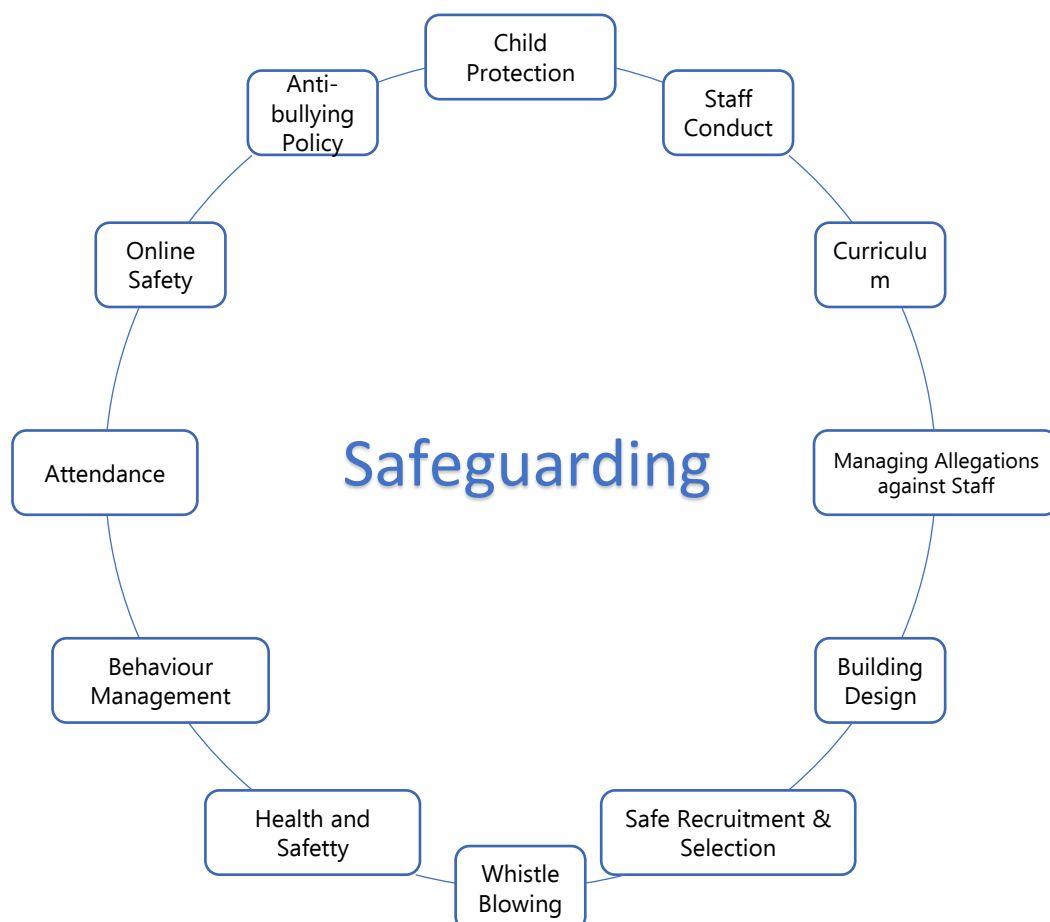 Child
Protection
Staff
Conduct
Curriculu
m
Managing Allegations
against Staff
Building
Design
Safe Recruitment &
Selection
Whistle
Blowing
Health and
Safetty
Behaviour
Management
Attendance
Online
Safety
Anti-
bullying
Policy
Safeguarding